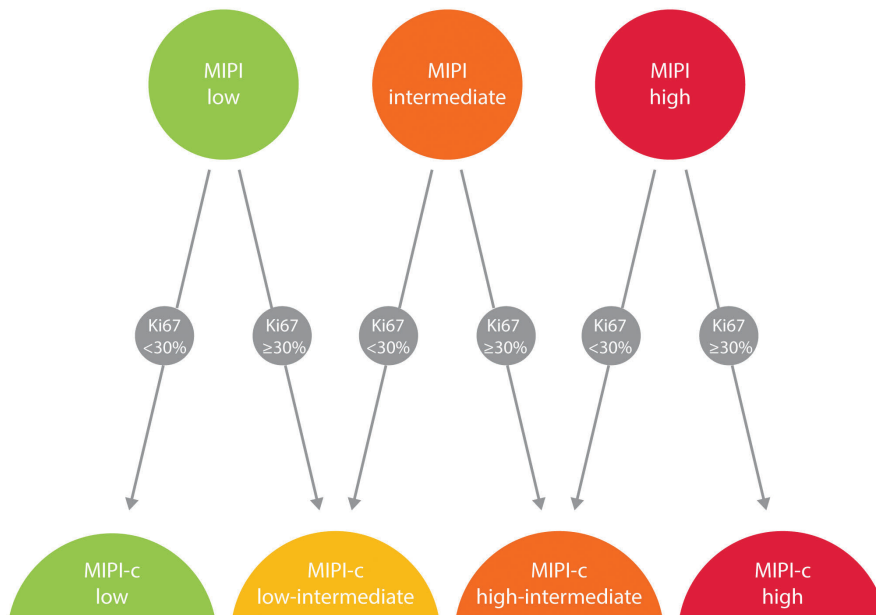 MIPI
low
MIPI
intermediate
MIPI
high
Ki67
<30%
Ki67
≥30%
Ki67
<30%
Ki67
≥30%
Ki67
<30%
Ki67
≥30%
MIPI-c
low
MIPI-c
low-intermediate
MIPI-c
high-intermediate
MIPI-c
high